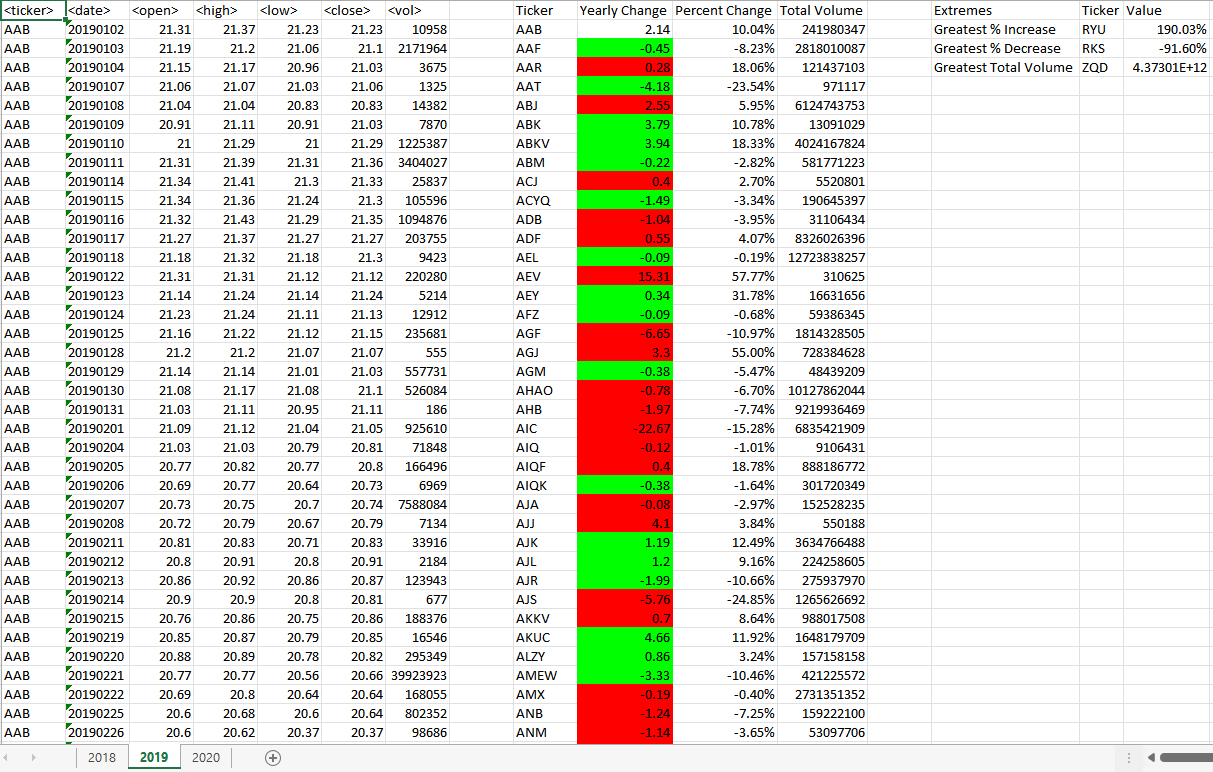 <ticker> <date> <open> <high> <low> <close> <vol> Ticker Yearly Change Percent Change Total Volume Extremes Ticker Value
AAB 20190102 21.31 21.37 21.23 21.23 10958 AAB 2.14 10.04% 241980347 Greatest % Increase RYU 190.03%
AAB 20190103 21.19 21.2 21.06 21.1 2171964 AAF -0.45 -8.23% 2818010087 Greatest % Decrease RKS -91.60%
AAB 20190104 21.15 21.17 20.96 21.03 3675 AAR 0.28 18.06% 121437103 Greatest Total Volume ZQD 4.37301E+12
AAB 20190107 21.06 21.07 21.03 21.06 1325 AAT -4.18 -23.54% 971117
AAB 20190108 21.04 21.04 20.83 20.83 14382 ABJ 2.55 5.95% 6124743753
AAB 20190109 20.91 21.11 20.91 21.03 7870 ABK 3.79 10.78% 13091029
AAB 20190110 21 21.29 21 21.29 1225387 ABKV 3.94 18.33% 4024167824
AAB 20190111 21.31 21.39 21.31 21.36 3404027 ABM -0.22 -2.82% 581771223
AAB 20190114 21.34 21.41 21.3 21.33 25837 ACJ 0.4 2.70% 5520801
AAB 20190115 21.34 21.36 21.24 21.3 105596 ACYQ -1.49 -3.34% 190645397
AAB 20190116 21.32 21.43 21.29 21.35 1094876 ADB -1.04 -3.95% 31106434
AAB 20190117 21.27 21.37 21.27 21.27 203755 ADF 0.55 4.07% 8326026396
AAB 20190118 21.18 21.32 21.18 21.3 9423 AEL -0.09 -0.19% 12723838257
AAB 20190122 21.31 21.31 21.12 21.12 220280 AEV 15.31 57.77% 310625
AAB 20190123 21.14 21.24 21.14 21.24 5214 AEY 0.34 31.78% 16631656
AAB 20190124 21.23 21.24 21.11 21.13 12912 AFZ -0.09 -0.68% 59386345
AAB 20190125 21.16 21.22 21.12 21.15 235681 AGF -6.65 -10.97% 1814328505
AAB 20190128 21.2 21.2 21.07 21.07 555 AGJ 3.3 55.00% 728384628
AAB 20190129 21.14 21.14 21.01 21.03 557731 AGM -0.38 -5.47% 48439209
AAB 20190130 21.08 21.17 21.08 21.1 526084 AHAO -0.78 -6.70% 10127862044
AAB 20190131 21.03 21.11 20.95 21.11 186 AHB -1.97 -7.74% 9219936469
AAB 20190201 21.09 21.12 21.04 21.05 925610 AIC -22.67 -15.28% 6835421909
AAB 20190204 21.03 21.03 20.79 20.81 71848 AIQ -0.12 -1.01% 9106431
AAB 20190205 20.77 20.82 20.77 20.8 166496 AIQF 0.4 18.78% 888186772
AAB 20190206 20.69 20.77 20.64 20.73 6969 AIQK -0.38 -1.64% 301720349
AAB 20190207 20.73 20.75 20.7 20.74 7588084 AJA -0.08 -2.97% 152528235
AAB 20190208 20.72 20.79 20.67 20.79 7134 AJJ 4.1 3.84% 550188
AAB 20190211 20.81 20.83 20.71 20.83 33916 AJK 1.19 12.49% 3634766488
AAB 20190212 20.8 20.91 20.8 20.91 2184 AJL 1.2 9.16% 224258605
AAB 20190213 20.86 20.92 20.86 20.87 123943 AJR -1.99 -10.66% 275937970
AAB 20190214 20.9 20.9 20.8 20.81 677 AJS -5.76 -24.85% 1265626692
AAB 20190215 20.76 20.86 20.75 20.86 188376 AKKV 0.7 8.64% 988017508
AAB 20190219 20.85 20.87 20.79 20.85 16546 AKUC 4.66 11.92% 1648179709
AAB 20190220 20.88 20.89 20.78 20.82 295349 ALZY 0.86 3.24% 157158158
AAB 20190221 20.77 20.77 20.56 20.66 39923923 AMEW -3.33 -10.46% 421225572
AAB 20190222 20.69 20.8 20.64 20.64 168055 AMX -0.19 -0.40% 2731351352
AAB 20190225 20.6 20.68 20.6 20.64 802352 ANB -1.24 -7.25% 159222100
AAB 20190226 20.6 20.62 20.37 20.37 98686 ANM -1.14 -3.65% 53097706
2018 2019 2020